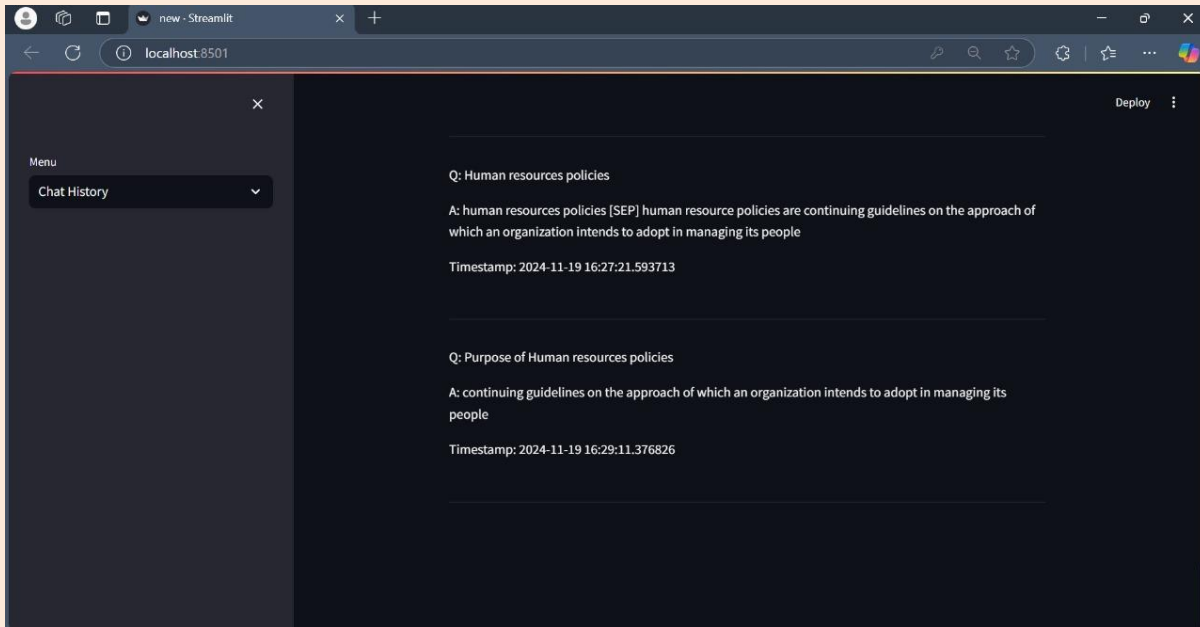 new - Streamlit
localhost:8501
Deploy
Menu
Chat History
Q: Human resources policies
A: human resources policies [SEP] human resource policies are continuing guidelines on the approach of
which an organization intends to adopt in managing its people
Timestamp: 2024-11-19 16:27:21.593713
Q: Purpose of Human resources policies
A: continuing guidelines on the approach of which an organization intends to adopt in managing its
people
Timestamp: 2024-11-19 16:29:11.376826